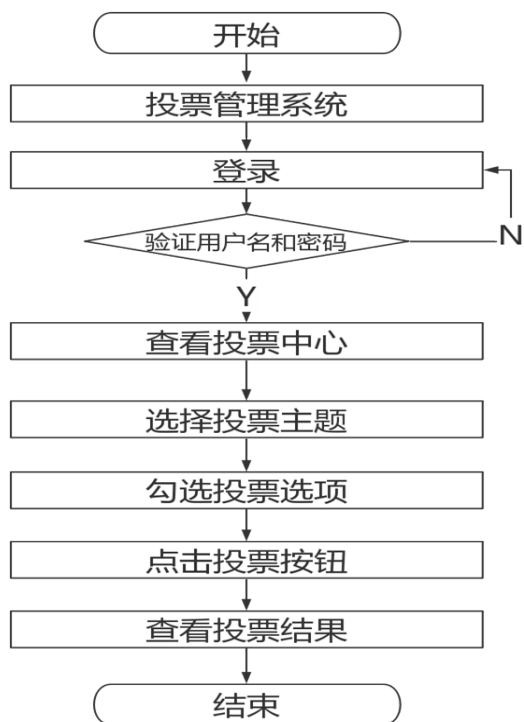 开始
投票管理系统
登录
验证用户名和密码
N
Y
查看投票中心
选择投票主题
勾选投票选项
点击投票按钮
查看投票结果
结束